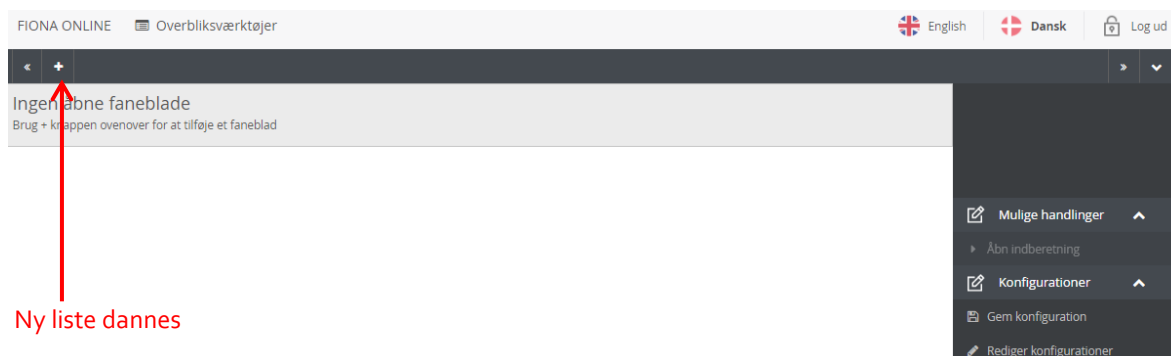 FIONA ONLINE Overbliksværktøjer English Dansk Log ud
« + »
Ingen åbne faneblade
Brug + knappen ovenover for at tilføje et faneblad
Mulige handlinger
Åbn indberetning
Konfigurationer
Gem konfiguration
Rediger konfigurationer
Ny liste dannes